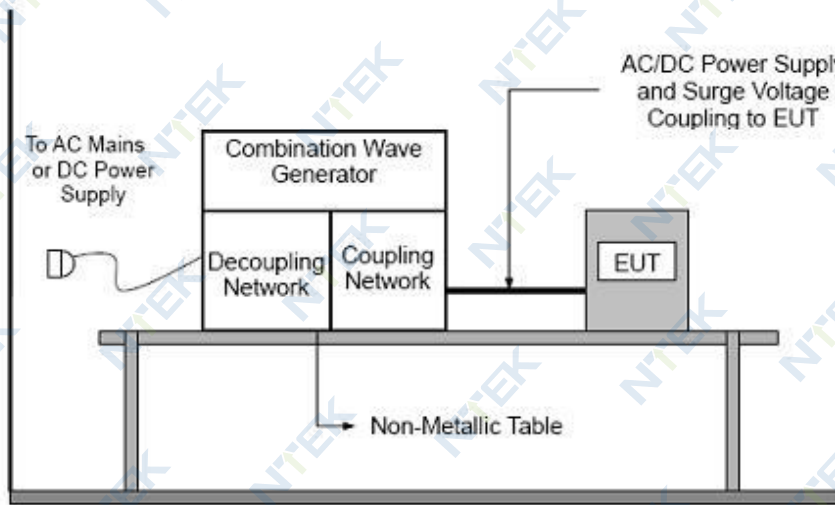 AC/DC Power Supply
and Surge Voltage
Coupling to EUT
To AC Mains
or DC Power
Supply
Combination Wave
Generator
Decoupling
Network
Coupling
Network
EUT
Non-Metallic Table
NTEK